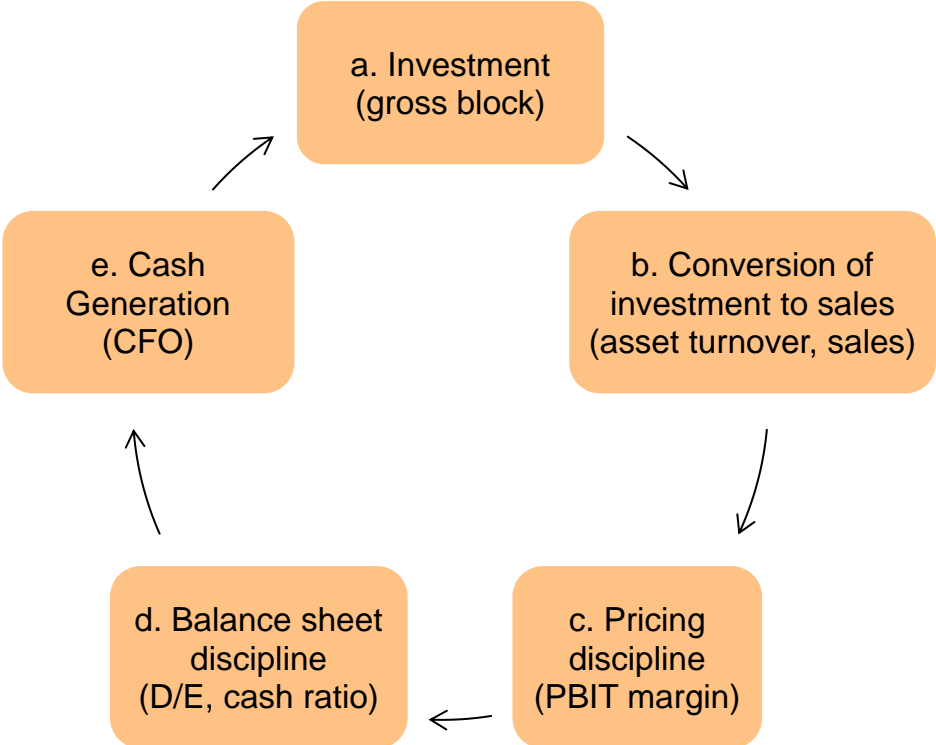 a. Investment
(gross block)
b. Conversion of
investment to sales
(asset turnover, sales)
c. Pricing
discipline
(PBIT margin)
d. Balance sheet
discipline
(D/E, cash ratio)
e. Cash
Generation
(CFO)